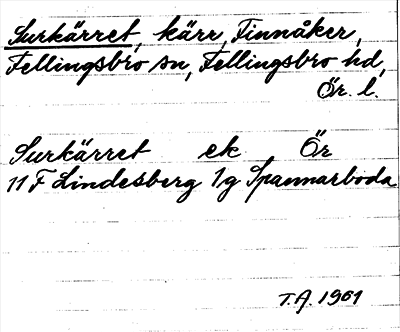 Surkärret, kärr, Finnåker,
Fellingsbro sn, Fellingsbro hd,
Ör. l.
Surkärret ek Ör
11 F Lindesberg 1g Spannarboda
T.A. 1961